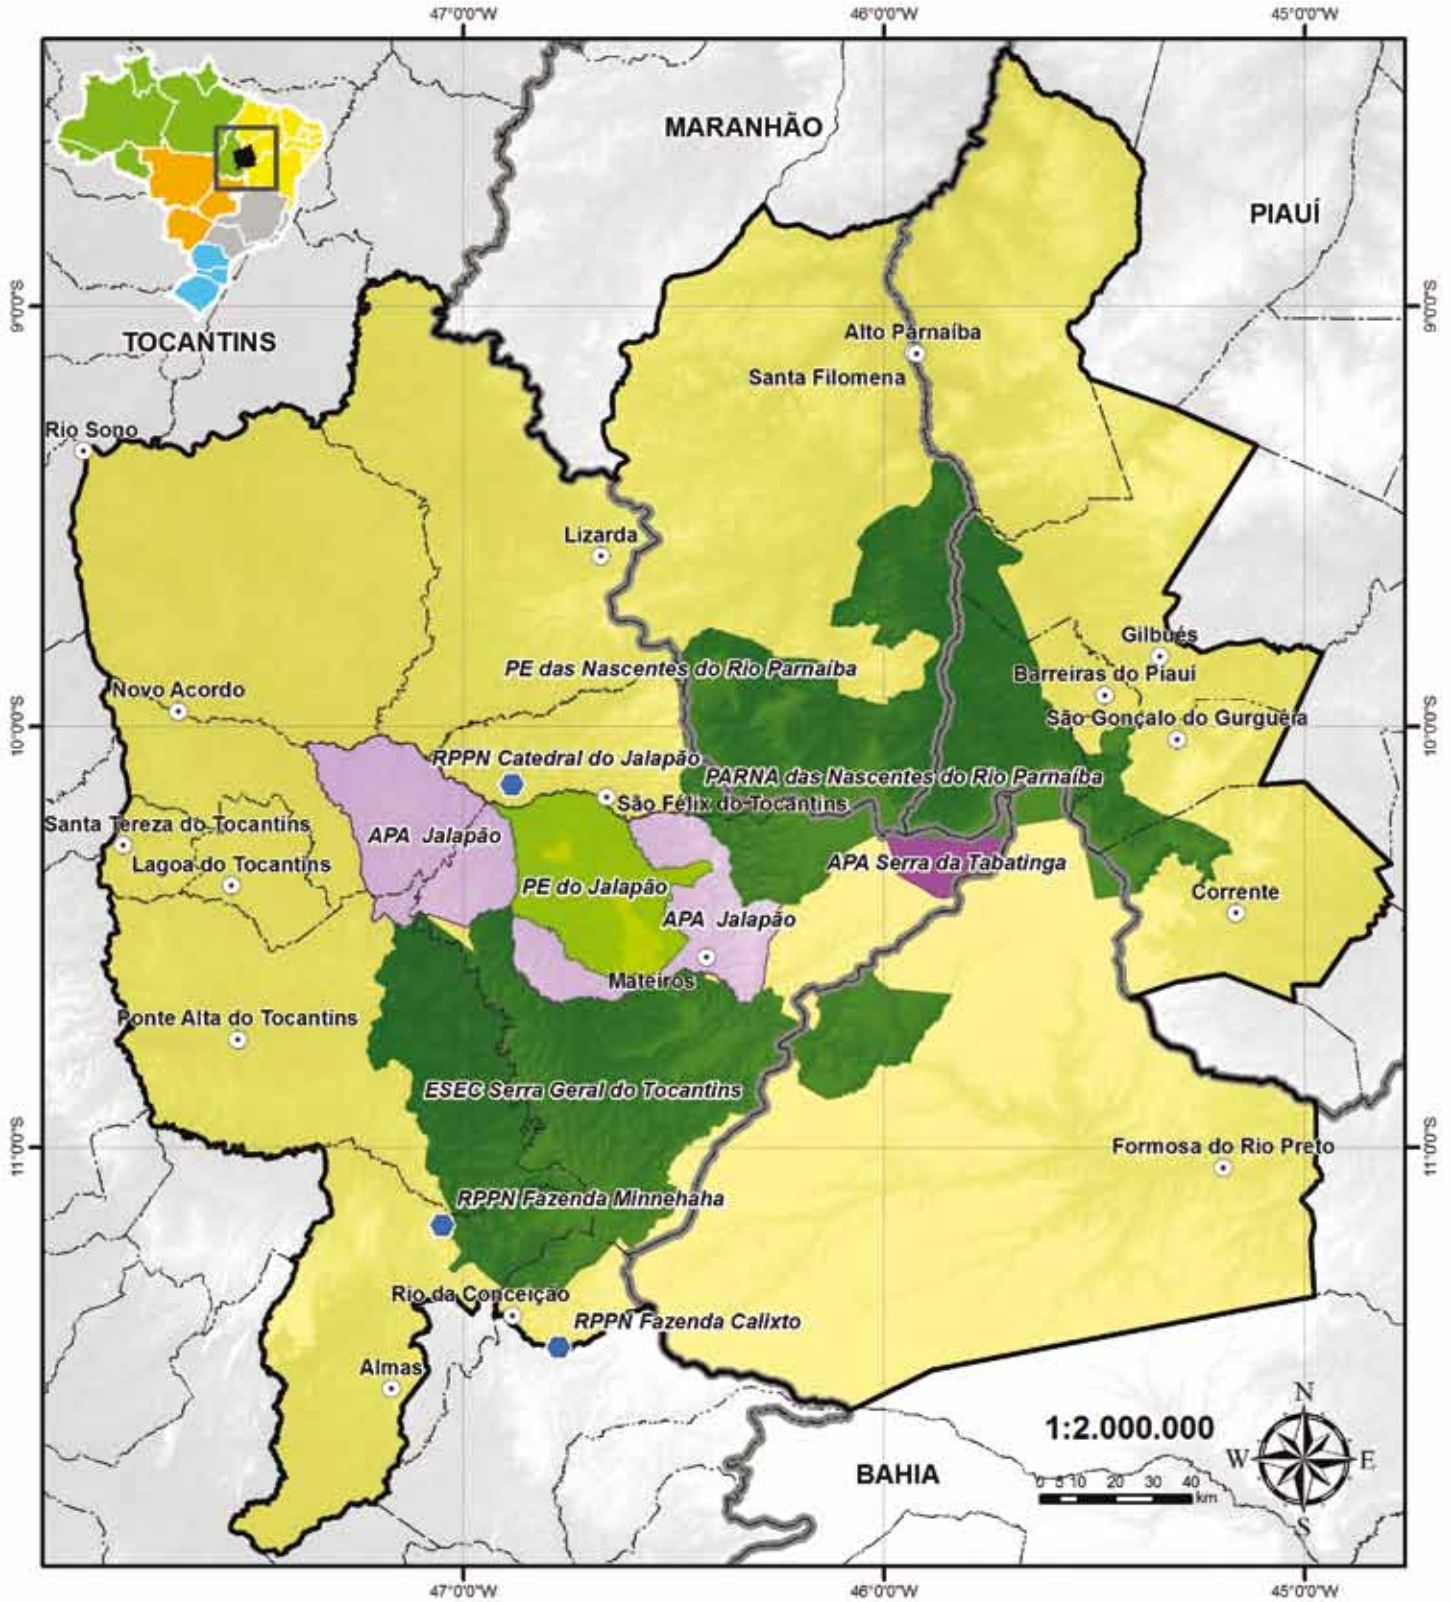 47°0'0"W 46°0'0"W 45°0'0"W
MARANHÃO
PIAUÍ
9°0'0"S 9°0'0"S
TOCANTINS
Alto Parnaíba
Santa Filomena
Rio Sono
Lizarda
Gilbués
PE das Nascentes do Rio Parnaíba
Barreiras do Piauí
Novo Acordo
São Gonçalo do Gurguéia
10°0'0"S 10°0'0"S
RPPN Catedral do Jalapão
PARNA das Nascentes do Rio Parnaíba
São Félix do Tocantins
Santa Tereza do Tocantins
APA Jalapão
Lagoa do Tocantins
APA Serra da Tabatinga
PE do Jalapão
Corrente
APA Jalapão
Mateiros
Ponte Alta do Tocantins
ESEC Serra Geral do Tocantins
11°0'0"S 11°0'0"S
Formosa do Rio Preto
RPPN Fazenda Minnehaha
Rio da Conceição
RPPN Fazenda Calixto
Almas
N
1:2.000.000
W E
BAHIA
0 5 10 20 30 40
km
S
47°0'0"W 46°0'0"W 45°0'0"W